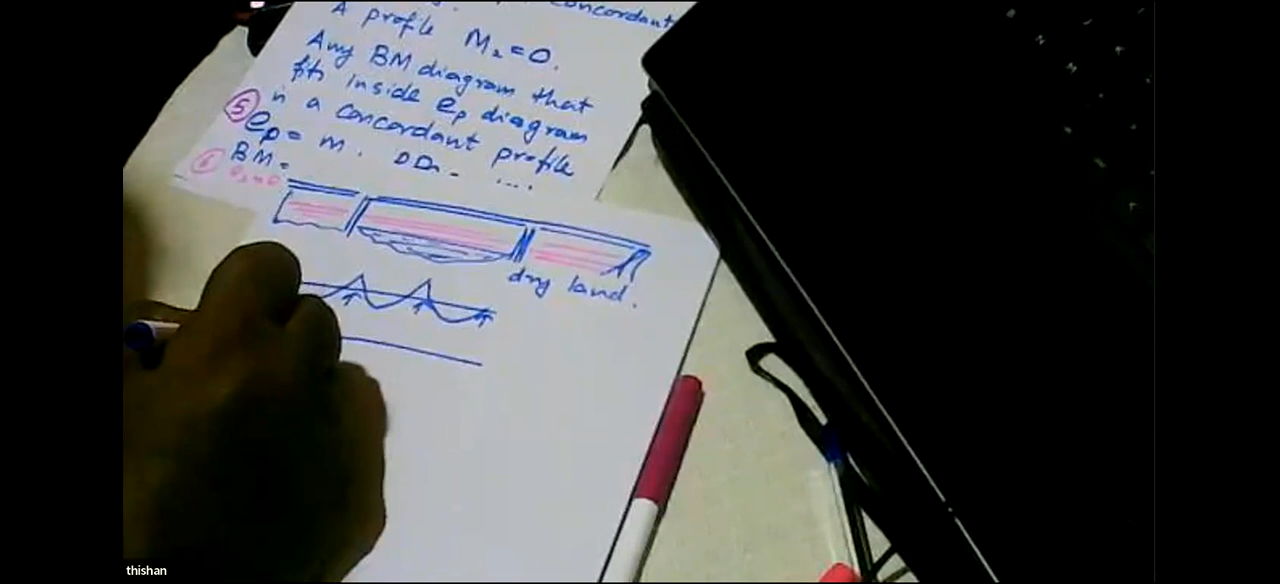 concordant
A profile M₂=0.
Any BM diagram that
fits inside eₚ diagram
is a concordant profile
⑤ eₚ = m.
⑥ BM =
....
dry land.
thishan